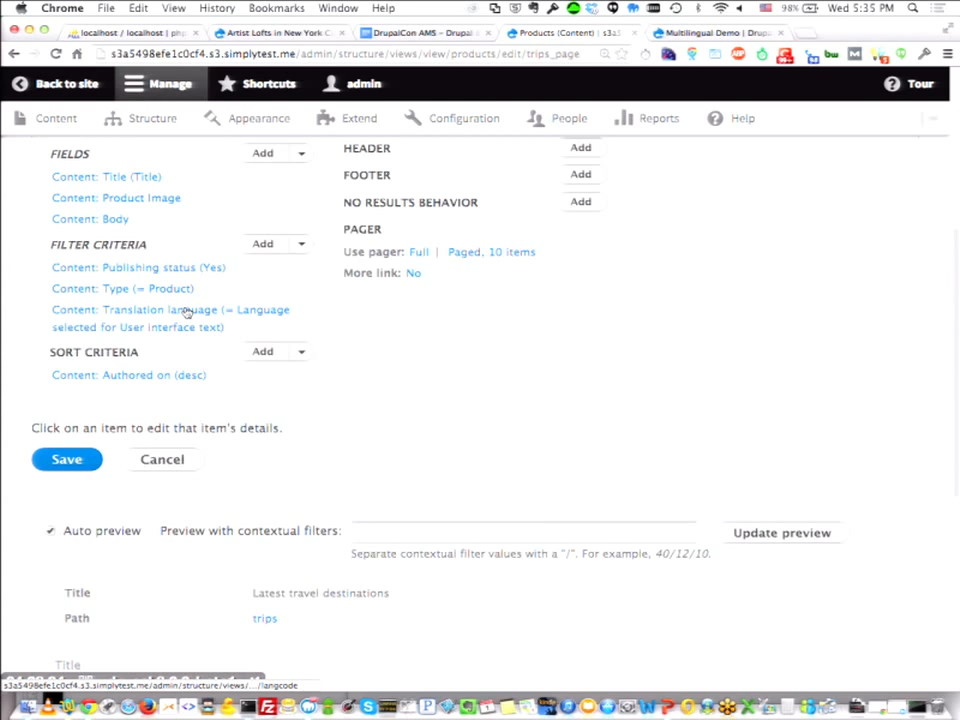 Chrome File Edit View History Bookmarks Window Help 98% Wed 5:35 PM
localhost / localhost | php Artist Lofts in New York C DrupalCon AMS – Drupal Products (Content) | s3a Multilingual Demo | Drupa
s3a5498efe1c0cf4.s3.simplytest.me/admin/structure/views/view/products/edit/trips_page
Back to site Manage Shortcuts admin Tour
Content Structure Appearance Extend Configuration People Reports Help
FIELDS Add
Content: Title (Title)
Content: Product Image
Content: Body
FILTER CRITERIA Add
Content: Publishing status (Yes)
Content: Type (= Product)
Content: Translation language (= Language
selected for User interface text)
SORT CRITERIA Add
Content: Authored on (desc)
HEADER Add
FOOTER Add
NO RESULTS BEHAVIOR Add
PAGER
Use pager: Full | Paged, 10 items
More link: No
Click on an item to edit that item's details.
Save Cancel
Auto preview Preview with contextual filters: Update preview
Separate contextual filter values with a "/". For example, 40/12/10.
Title Latest travel destinations
Path trips
Title
s3a5498efe1c0cf4.s3.simplytest.me/admin/structure/views/.../langcode